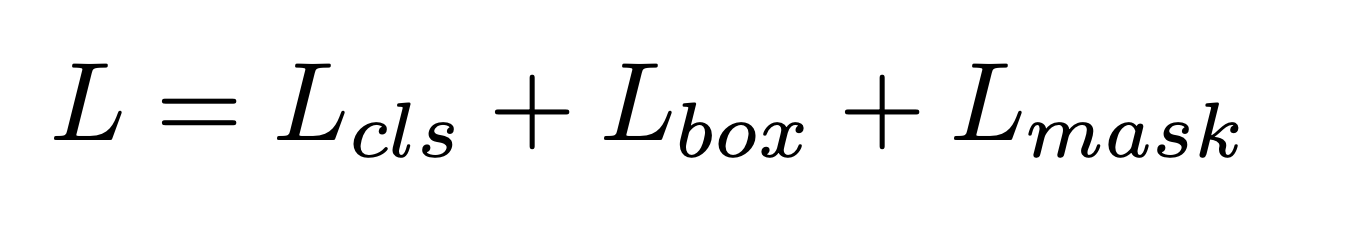 L = L_{cls} + L_{box} + L_{mask}